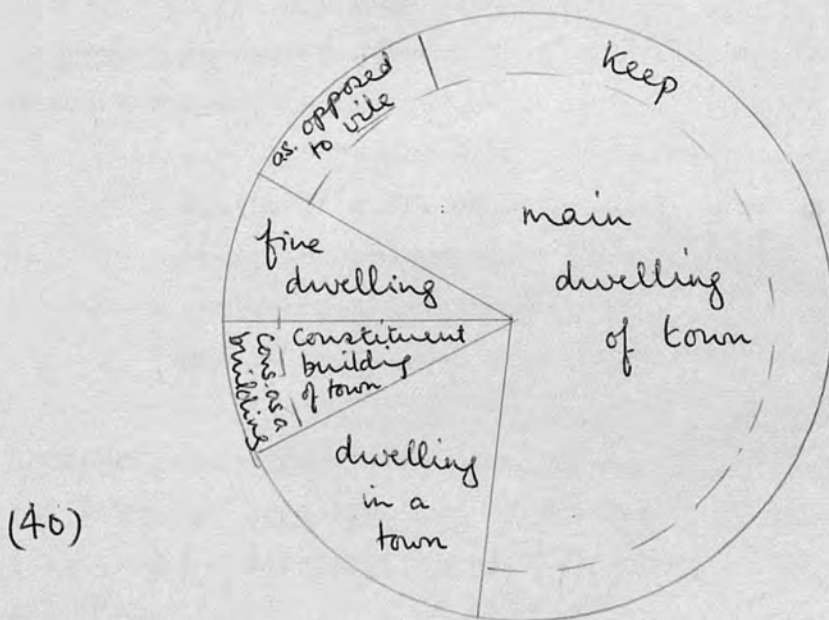 Keep
as opposed
to vile
main
dwelling
of town
fine
dwelling
Constituent
building
of town
Cons. as a
building
dwelling
in a
town
(40)